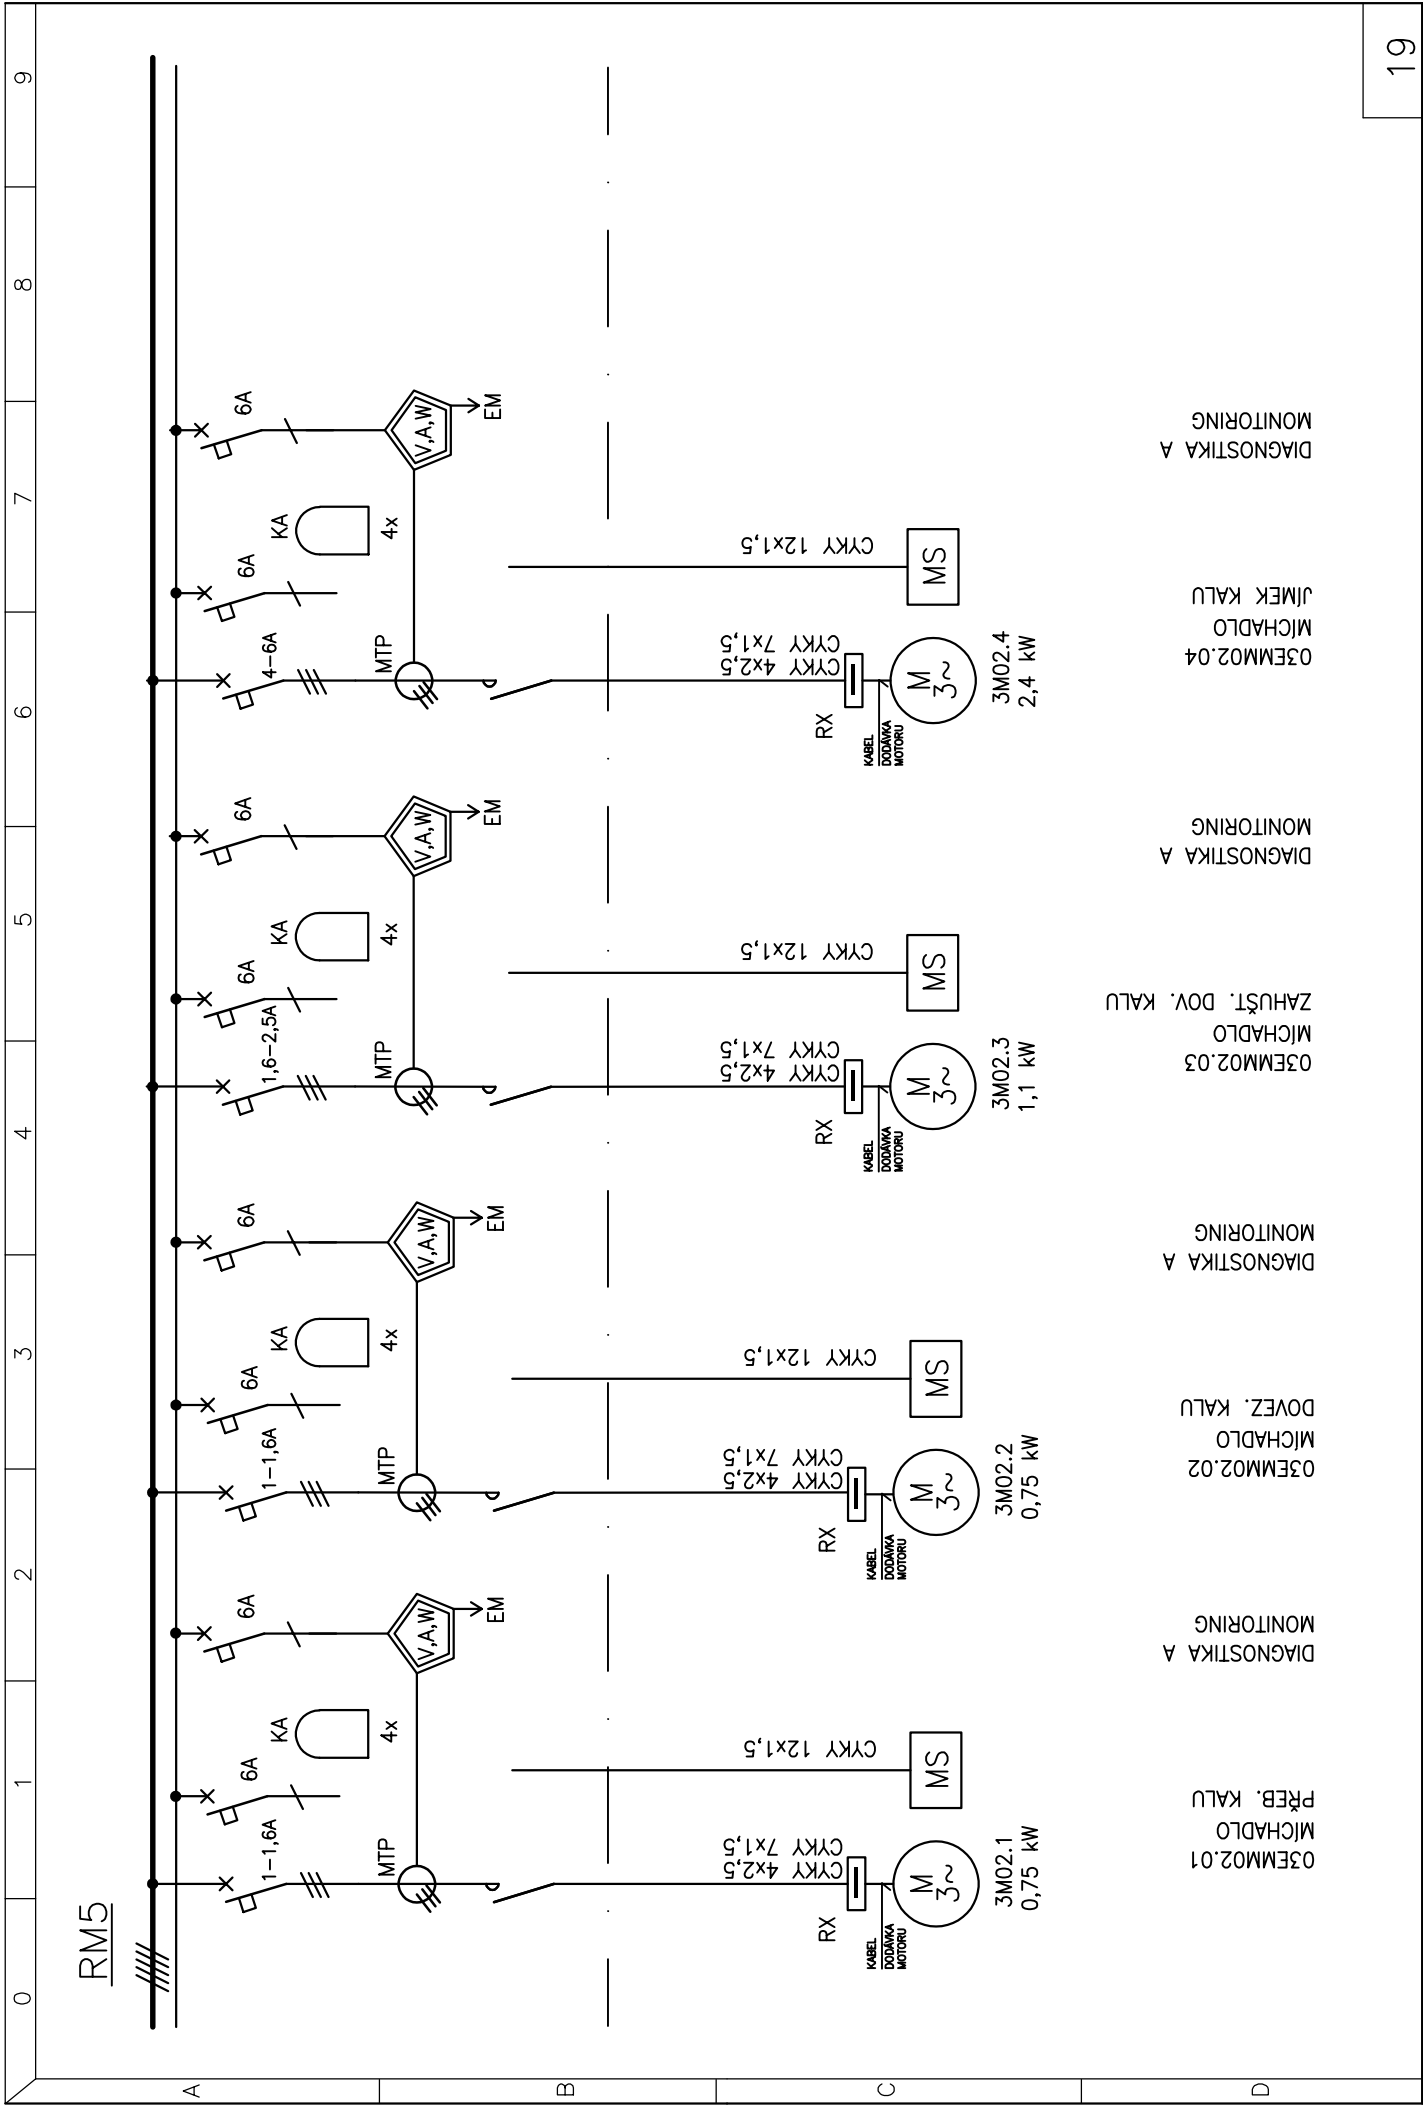 0
1
2
3
4
5
6
7
8
9
A
B
C
D
RM5
1-1,6A
6A
KA
4x
6A
MTP
V,A,W
EM
CYKY 4x2,5
CYKY 7x1,5
CYKY 12x1,5
RX
KABEL
DODÁVKA
MOTORU
M
3~
MS
3M02.1
0,75 kW
03EMM02.01
MÍCHADLO
PŘEB. KALU
DIAGNOSTIKA A
MONITORING
1-1,6A
6A
KA
4x
6A
MTP
V,A,W
EM
CYKY 4x2,5
CYKY 7x1,5
CYKY 12x1,5
RX
KABEL
DODÁVKA
MOTORU
M
3~
MS
3M02.2
0,75 kW
03EMM02.02
MÍCHADLO
DOVEZ. KALU
DIAGNOSTIKA A
MONITORING
1,6-2,5A
6A
KA
4x
6A
MTP
V,A,W
EM
CYKY 4x2,5
CYKY 7x1,5
CYKY 12x1,5
RX
KABEL
DODÁVKA
MOTORU
M
3~
MS
3M02.3
1,1 kW
03EMM02.03
MÍCHADLO
ZAHUŠT. DOV. KALU
DIAGNOSTIKA A
MONITORING
4-6A
6A
KA
4x
6A
MTP
V,A,W
EM
CYKY 4x2,5
CYKY 7x1,5
CYKY 12x1,5
RX
KABEL
DODÁVKA
MOTORU
M
3~
MS
3M02.4
2,4 kW
03EMM02.04
MÍCHADLO
JÍMEK KALU
DIAGNOSTIKA A
MONITORING
19